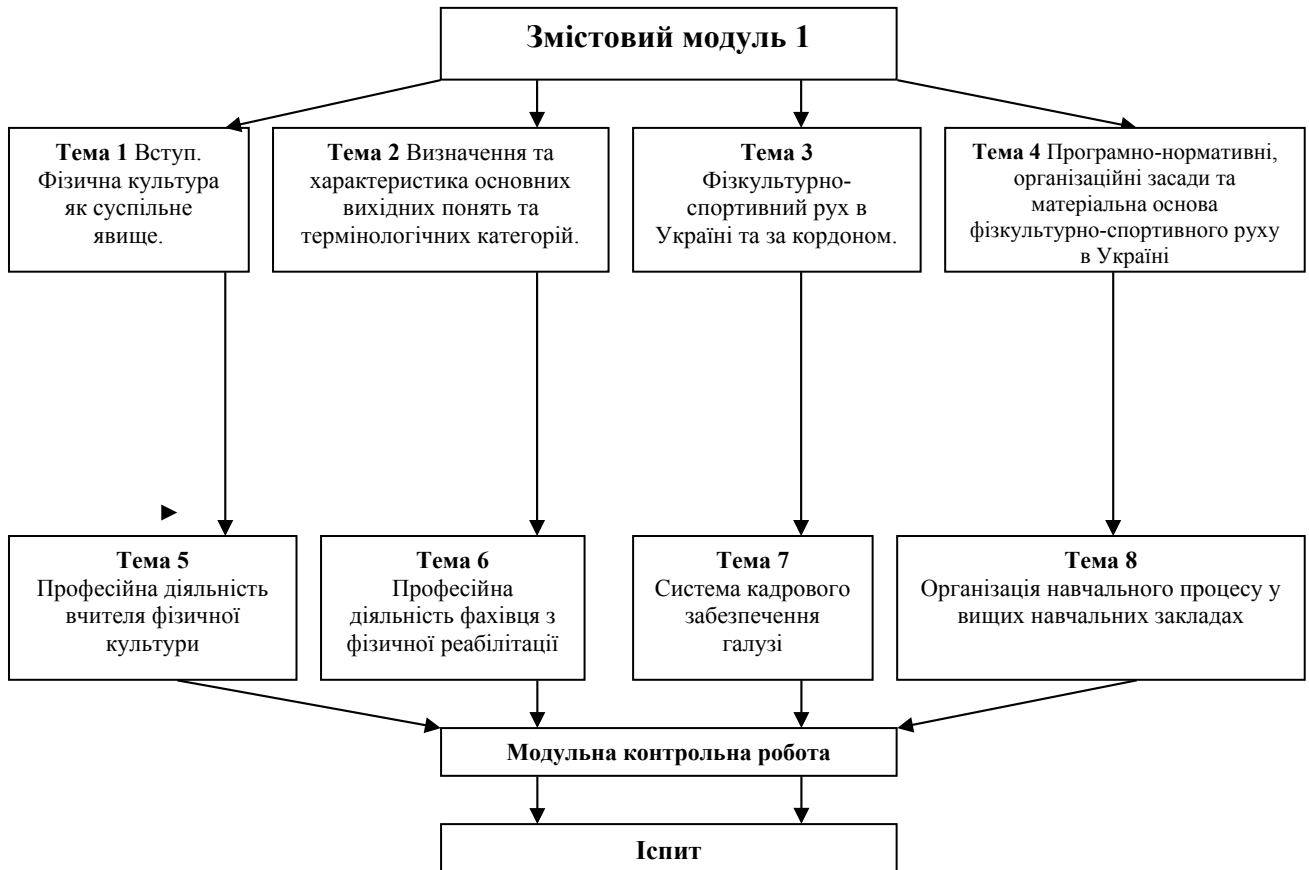 Змістовий модуль 1
Тема 1 Вступ.
Фізична культура
як суспільне
явище.
Тема 2 Визначення та
характеристика основних
вихідних понять та
термінологічних категорій.
Тема 3
Фізкультурно-
спортивний рух в
Україні та за кордоном.
Тема 4 Програмно-нормативні,
організаційні засади та
матеріальна основа
фізкультурно-спортивного руху
в Україні
Тема 5
Професійна діяльність
вчителя фізичної
культури
Тема 6
Професійна
діяльність фахівця з
фізичної реабілітації
Тема 7
Система кадрового
забезпечення
галузі
Тема 8
Організація навчального процесу у
вищих навчальних закладах
Модульна контрольна робота
Іспит